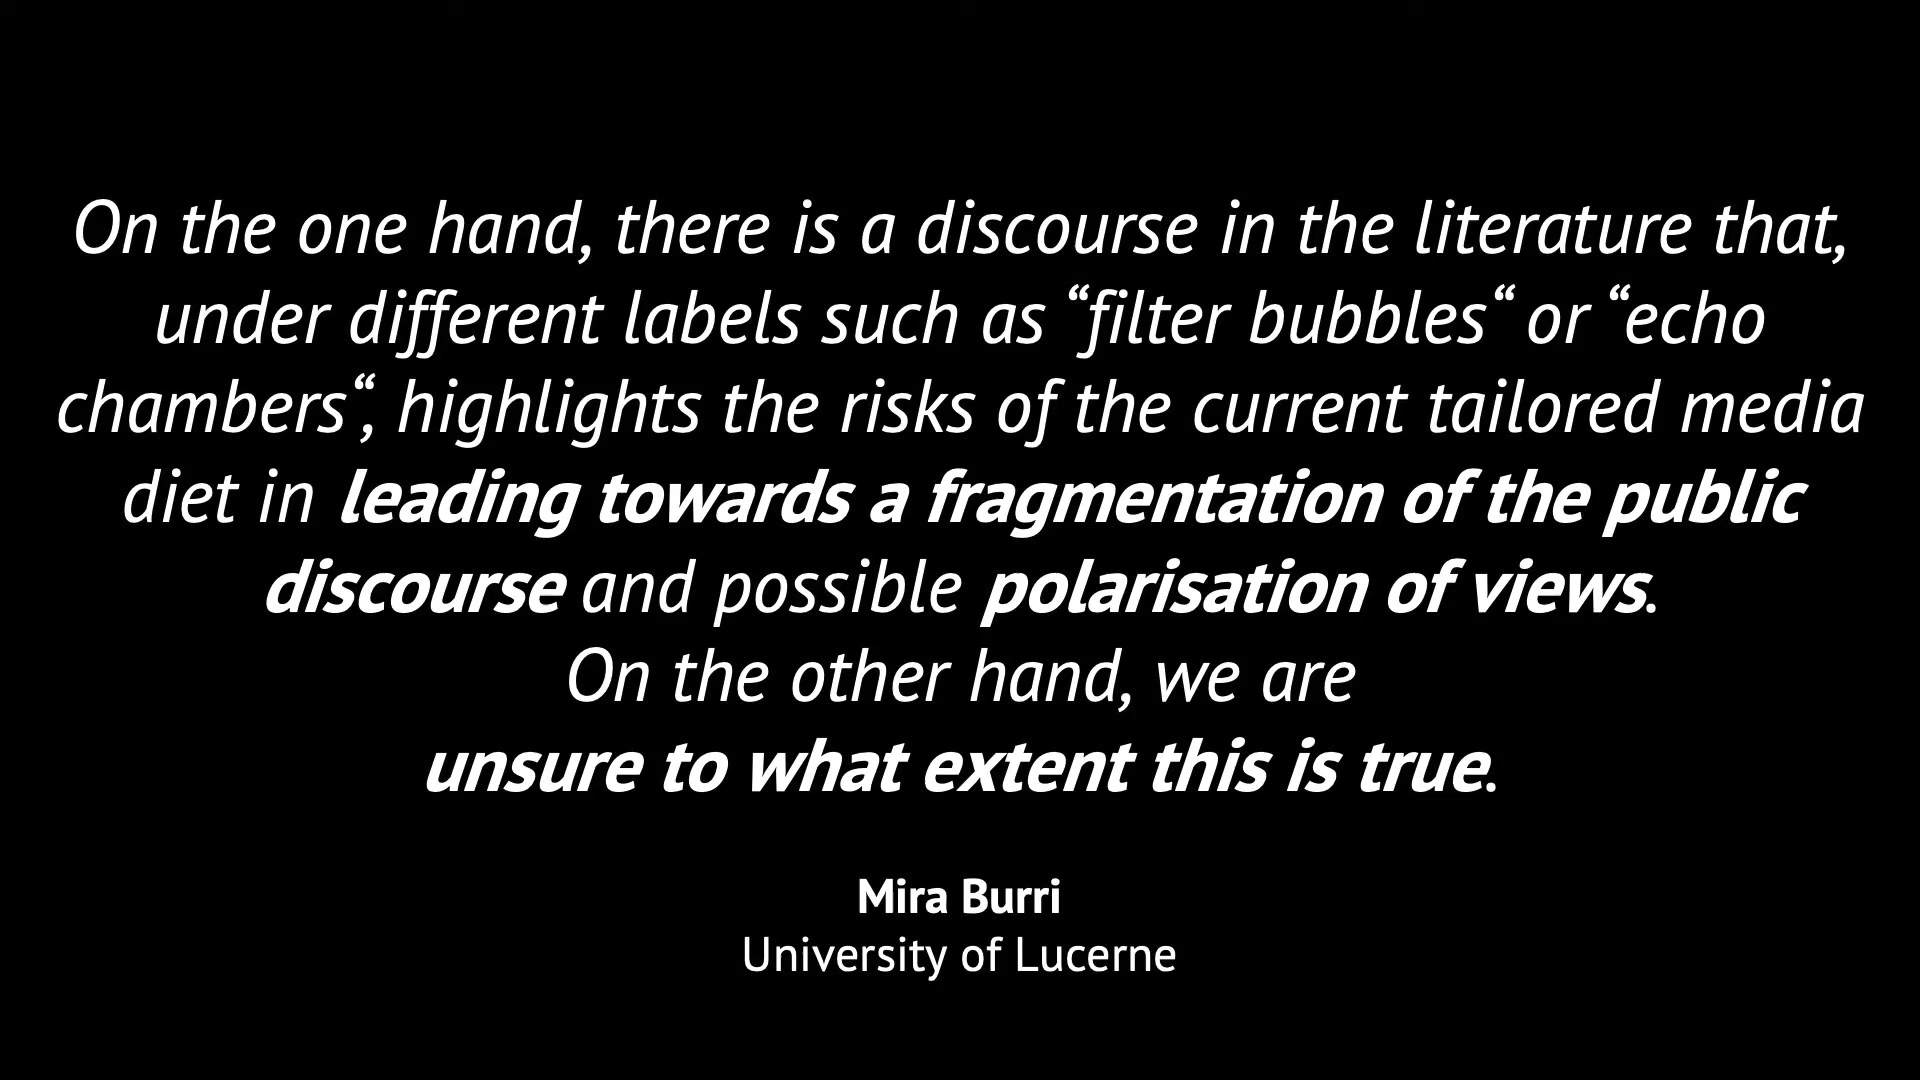 On the one hand, there is a discourse in the literature that,
under different labels such as “filter bubbles“ or “echo
chambers“, highlights the risks of the current tailored media
diet in leading towards a fragmentation of the public
discourse and possible polarisation of views.
On the other hand, we are
unsure to what extent this is true.
Mira Burri
University of Lucerne